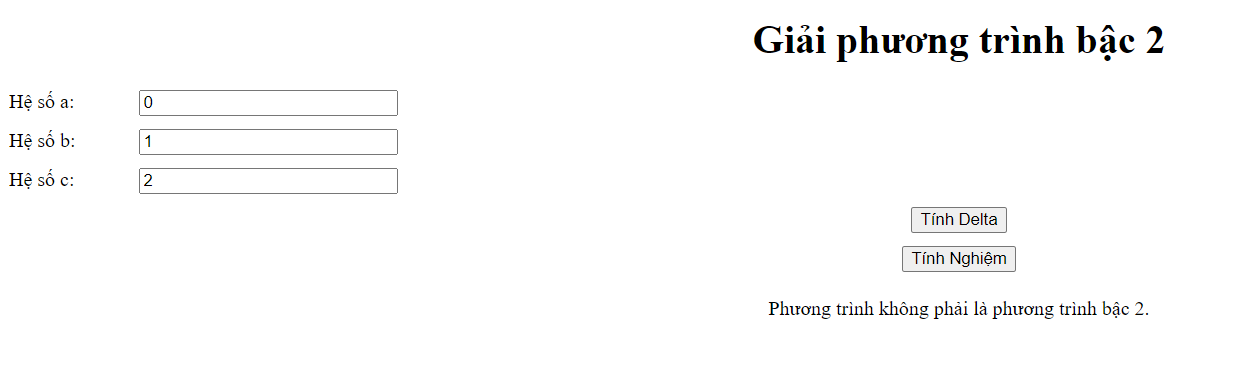 Giải phương trình bậc 2
Hệ số a: 0
Hệ số b: 1
Hệ số c: 2
Tính Delta
Tính Nghiệm
Phương trình không phải là phương trình bậc 2.